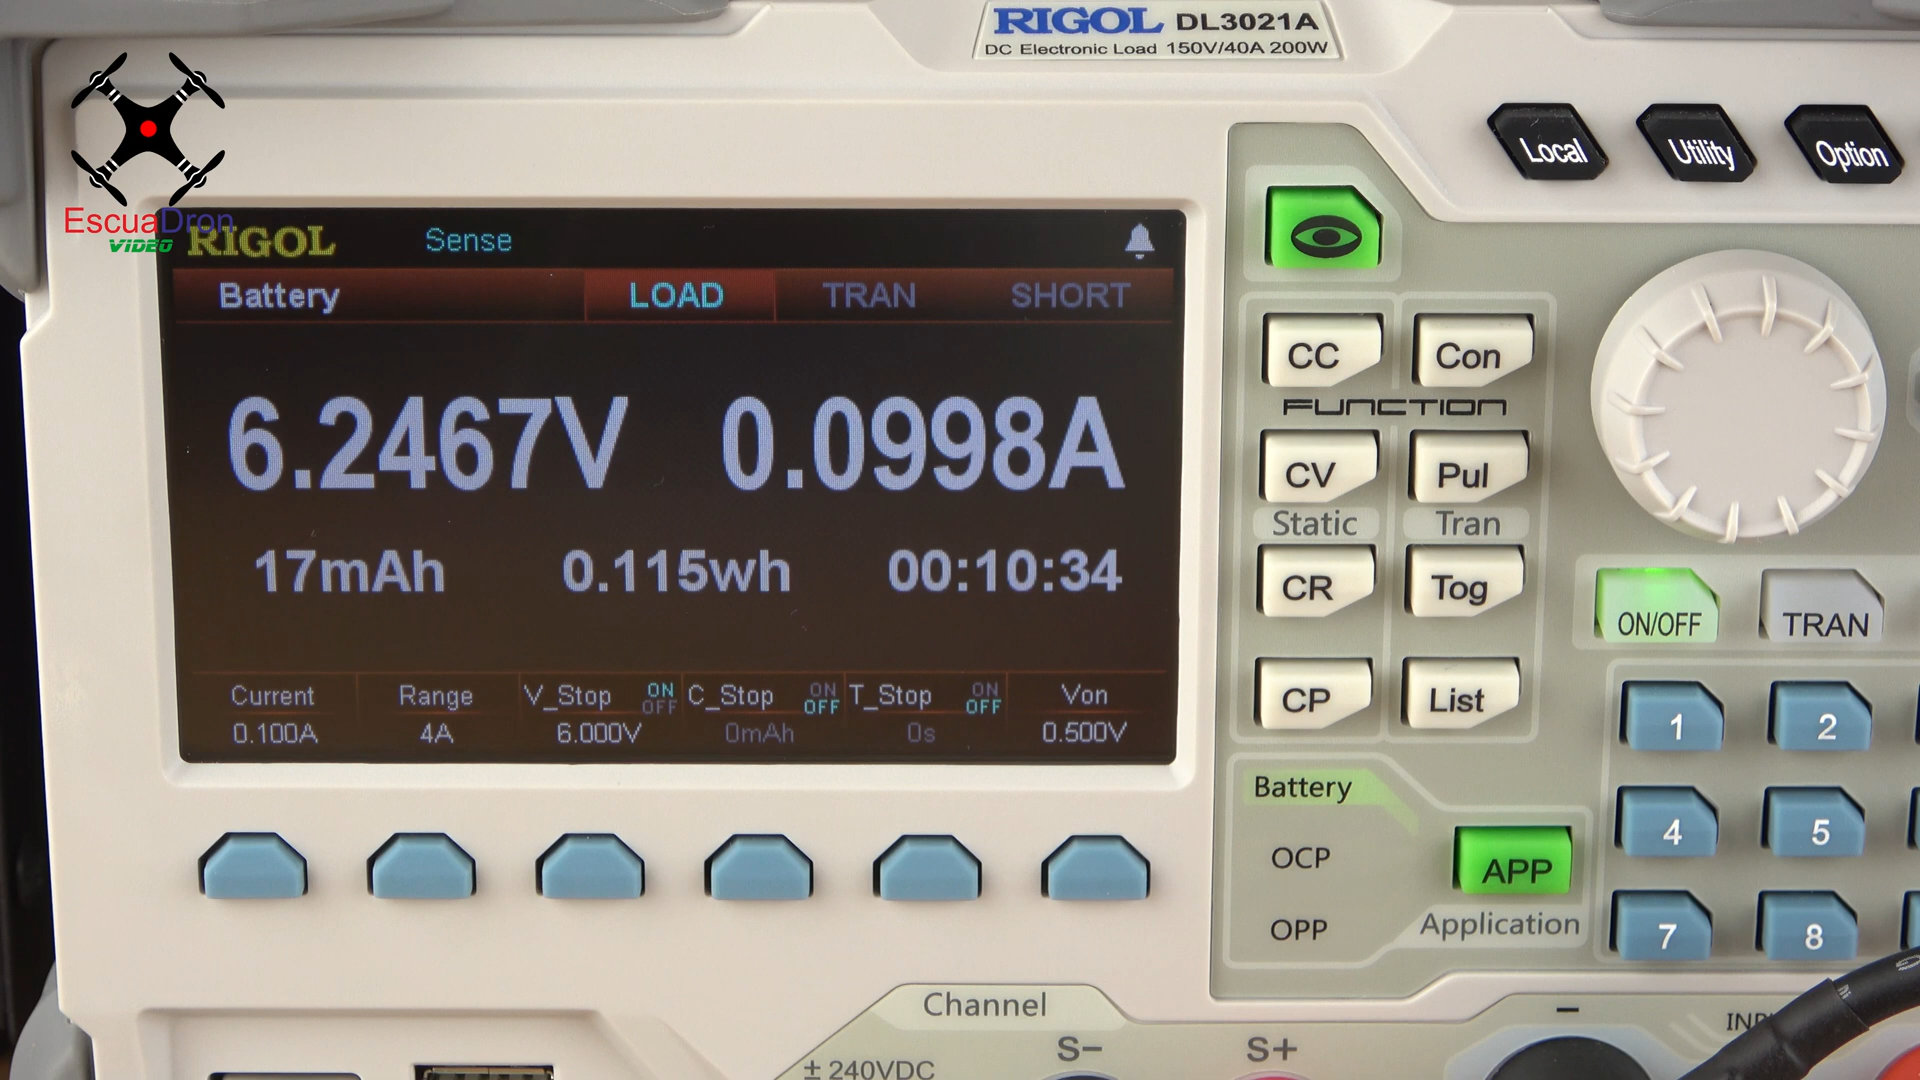 RIGOL DL3021A
DC Electronic Load 150V/40A 200W
Local Utility Option
EscuaDron
VIDEO
RIGOL Sense
Battery LOAD TRAN SHORT
6.2467V 0.0998A
17mAh 0.115wh 00:10:34
Current Range V_Stop ON OFF C_Stop ON OFF T_Stop ON OFF Von
0.100A 4A 6.000V 0mAh 0s 0.500V
CC Con
FUNCTION
CV Pul
Static Tran
CR Tog
CP List
ON/OFF TRAN
1 2
4 5
7 8
Battery
OCP
OPP
APP
Application
Channel
S- S+
± 240VDC
−